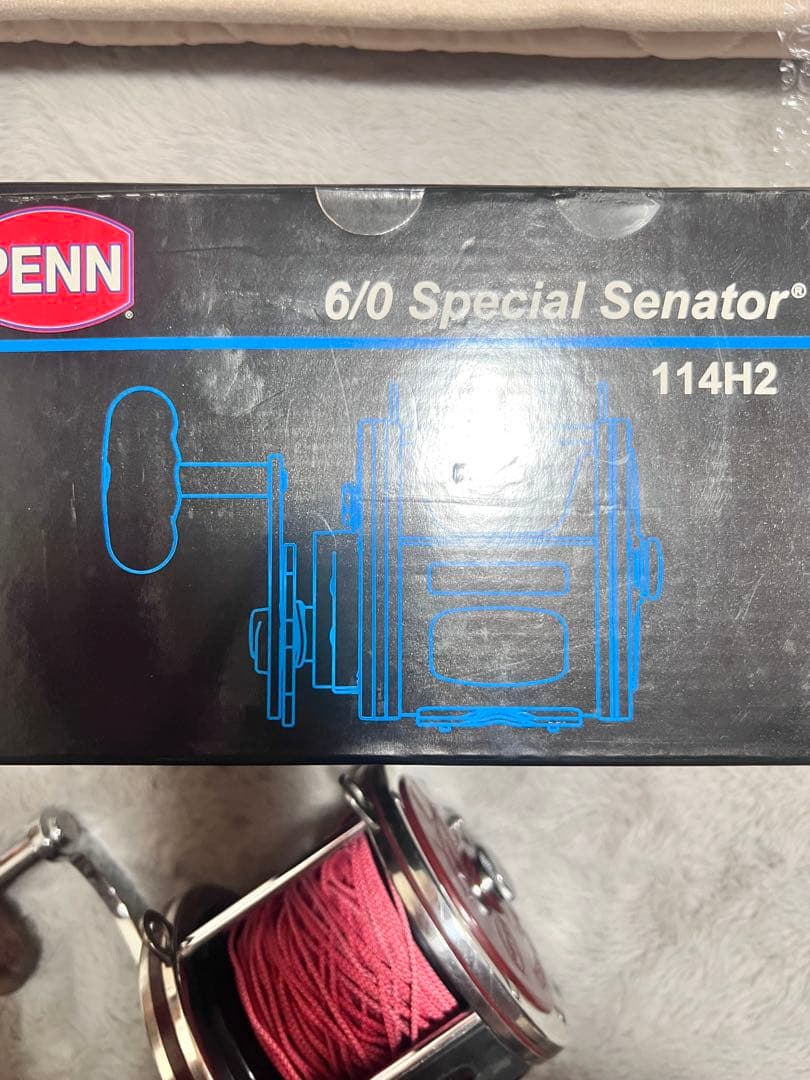 PENN®
6/0 Special Senator®
114H2